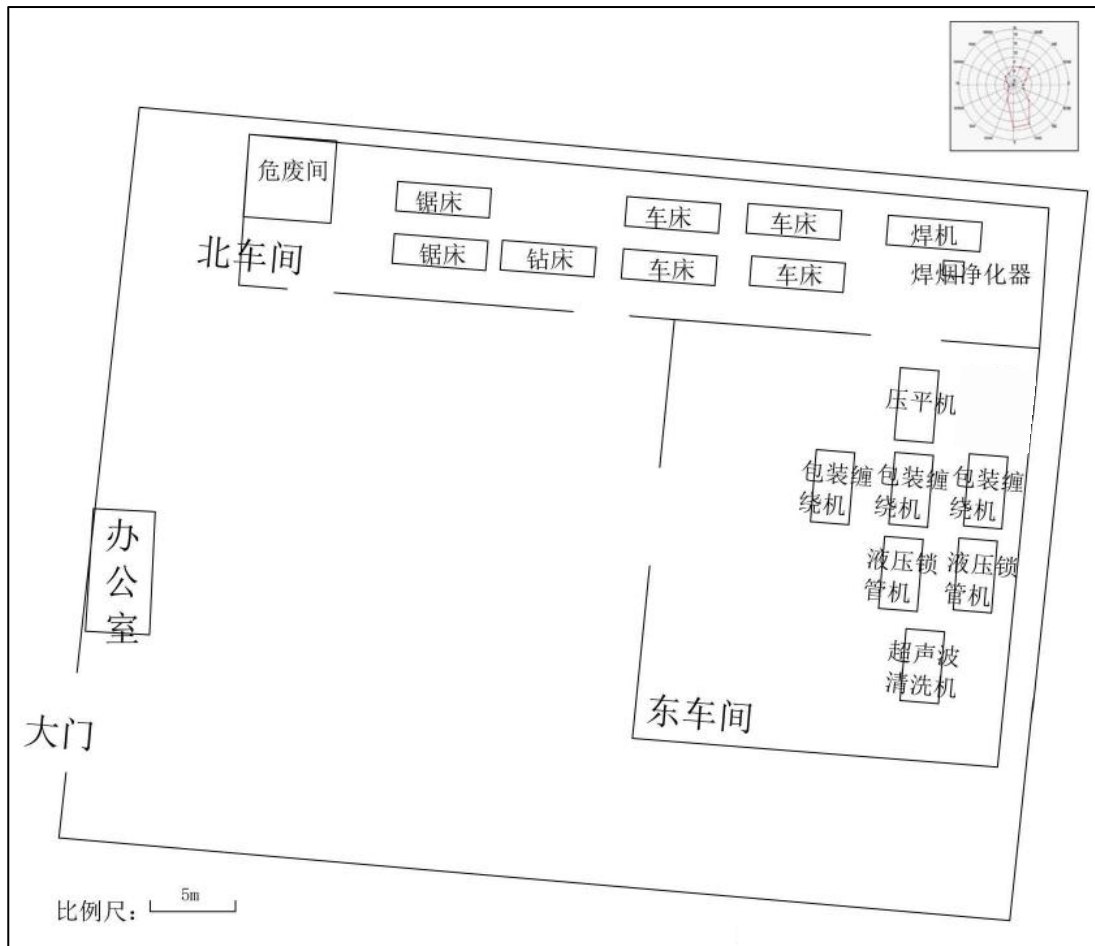 危废间
锯床
车床
车床
焊机
北车间
锯床
钻床
车床
车床
焊烟净化器
压平机
包装缠
绕机
包装缠
绕机
包装缠
绕机
办
公
室
液压锁
管机
液压锁
管机
超声波
清洗机
东车间
大门
比例尺：
5m